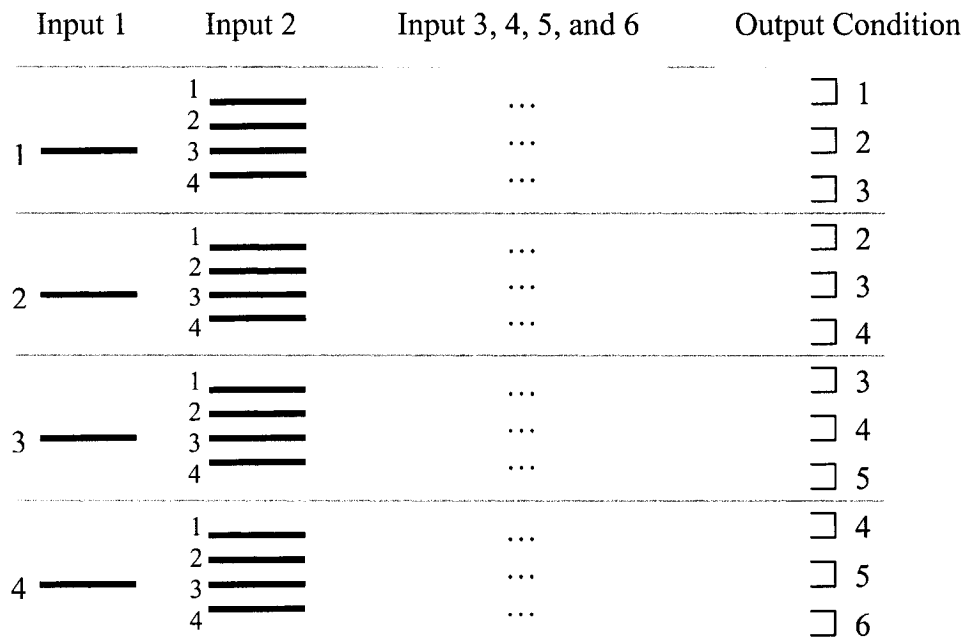 Input 1 Input 2 Input 3, 4, 5, and 6 Output Condition
1 1 ... 1
2 ... 2
3 ... 3
4
2 1 ... 2
2 ... 3
3 ... 4
4
3 1 ... 3
2 ... 4
3 ... 5
4
4 1 ... 4
2 ... 5
3 ... 6
4